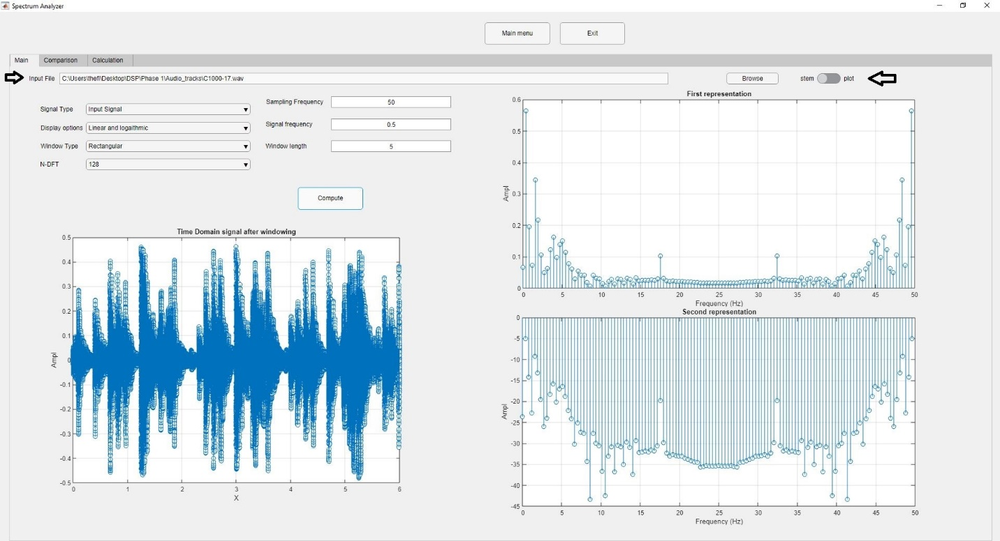 Spectrum Analyzer
Main menu Exit
Main Comparison Calculation
Input File C:\Users\thefi\Desktop\DSP\Phase 1\Audio_tracks\C1000-17.wav Browse stem plot
Signal Type Input Signal
Display options Linear and logaithmic
Window Type Rectangular
N-DFT 128
Sampling Frequency 50
Signal frequency 0.5
Window length 5
Compute
Time Domain signal after windowing
0.5
0.4
0.3
0.2
0.1
0
-0.1
-0.2
-0.3
-0.4
-0.5
Ampl
0 1 2 3 4 5 6
X
First representation
0.6
0.5
0.4
0.3
0.2
0.1
0
Ampl
0 5 10 15 20 25 30 35 40 45 50
Frequency (Hz)
Second representation
0
-5
-10
-15
-20
-25
-30
-35
-40
-45
Ampl
0 5 10 15 20 25 30 35 40 45 50
Frequency (Hz)